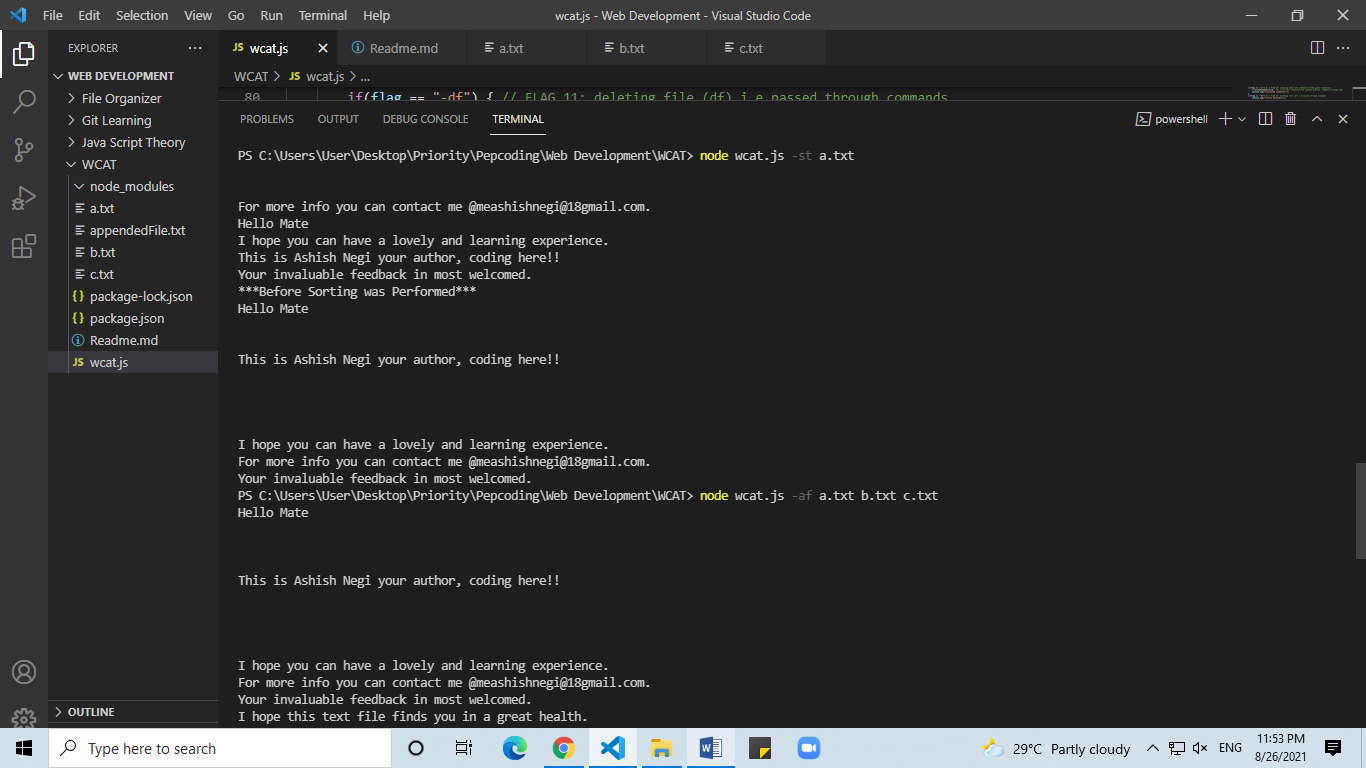 File Edit Selection View Go Run Terminal Help
wcat.js - Web Development - Visual Studio Code
EXPLORER
WEB DEVELOPMENT
File Organizer
Git Learning
Java Script Theory
WCAT
node_modules
a.txt
appendedFile.txt
b.txt
c.txt
package-lock.json
package.json
Readme.md
JS wcat.js
OUTLINE
JS wcat.js Readme.md a.txt b.txt c.txt
WCAT > JS wcat.js > ...
80 if(flag == "-df") { // FLAG 11: deleting file (df) i.e passed through commands
PROBLEMS OUTPUT DEBUG CONSOLE TERMINAL
powershell
PS C:\Users\User\Desktop\Priority\Pepcoding\Web Development\WCAT> node wcat.js -st a.txt
For more info you can contact me @meashishnegi@18gmail.com.
Hello Mate
I hope you can have a lovely and learning experience.
This is Ashish Negi your author, coding here!!
Your invaluable feedback in most welcomed.
***Before Sorting was Performed***
Hello Mate
This is Ashish Negi your author, coding here!!
I hope you can have a lovely and learning experience.
For more info you can contact me @meashishnegi@18gmail.com.
Your invaluable feedback in most welcomed.
PS C:\Users\User\Desktop\Priority\Pepcoding\Web Development\WCAT> node wcat.js -af a.txt b.txt c.txt
Hello Mate
This is Ashish Negi your author, coding here!!
I hope you can have a lovely and learning experience.
For more info you can contact me @meashishnegi@18gmail.com.
Your invaluable feedback in most welcomed.
I hope this text file finds you in a great health.
Type here to search
29°C Partly cloudy
ENG
11:53 PM
8/26/2021